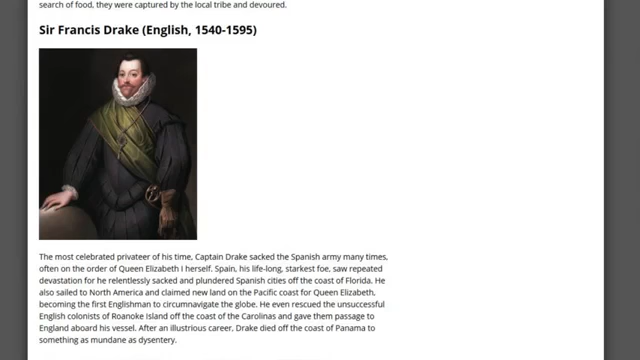 search of food, they were captured by the local tribe and devoured.
Sir Francis Drake (English, 1540-1595)
The most celebrated privateer of his time, Captain Drake sacked the Spanish army many times,
often on the order of Queen Elizabeth I herself. Spain, his life-long, starkest foe, saw repeated
devastation for he relentlessly sacked and plundered Spanish cities off the coast of Florida. He
also sailed to North America and claimed new land on the Pacific coast for Queen Elizabeth,
becoming the first Englishman to circumnavigate the globe. He even rescued the unsuccessful
English colonists of Roanoke Island off the coast of the Carolinas and gave them passage to
England aboard his vessel. After an illustrious career, Drake died off the coast of Panama to
something as mundane as dysentery.